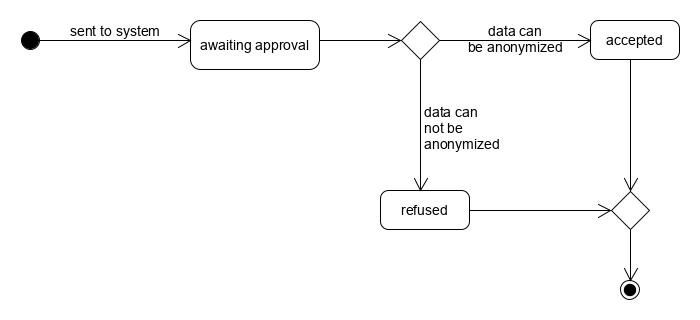 sent to system
awaiting approval
data can
be anonymized
accepted
data can
not be
anonymized
refused